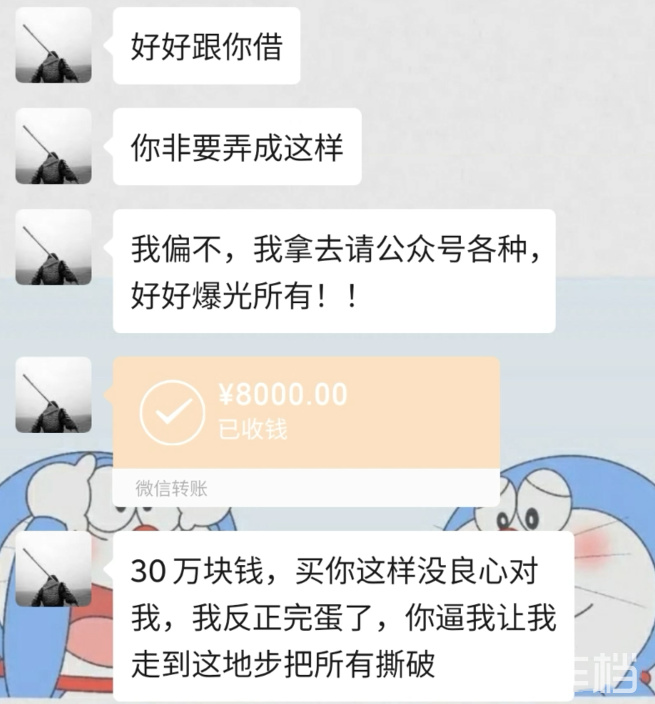 好好跟你借
你非要弄成这样
我偏不，我拿去请公众号各种，
好好爆光所有！！
¥8000.00
已收钱
微信转账
30万块钱，买你这样没良心对
我，我反正完蛋了，你逼我让我
走到这地步把所有撕破
车档